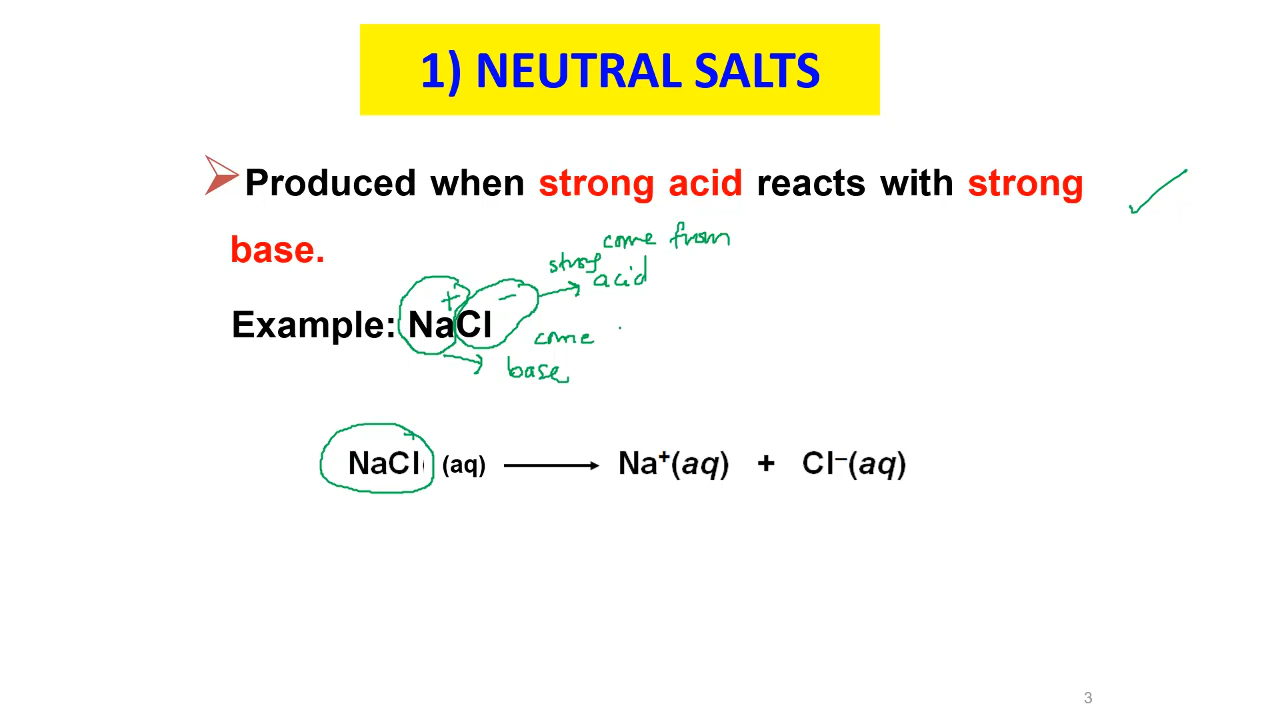 1) NEUTRAL SALTS
➢Produced when strong acid reacts with strong
base.
come from
strong
acid
+ −
Example: NaCl
come
base
NaCl (aq) ⟶ Na⁺(aq) + Cl⁻(aq)
3